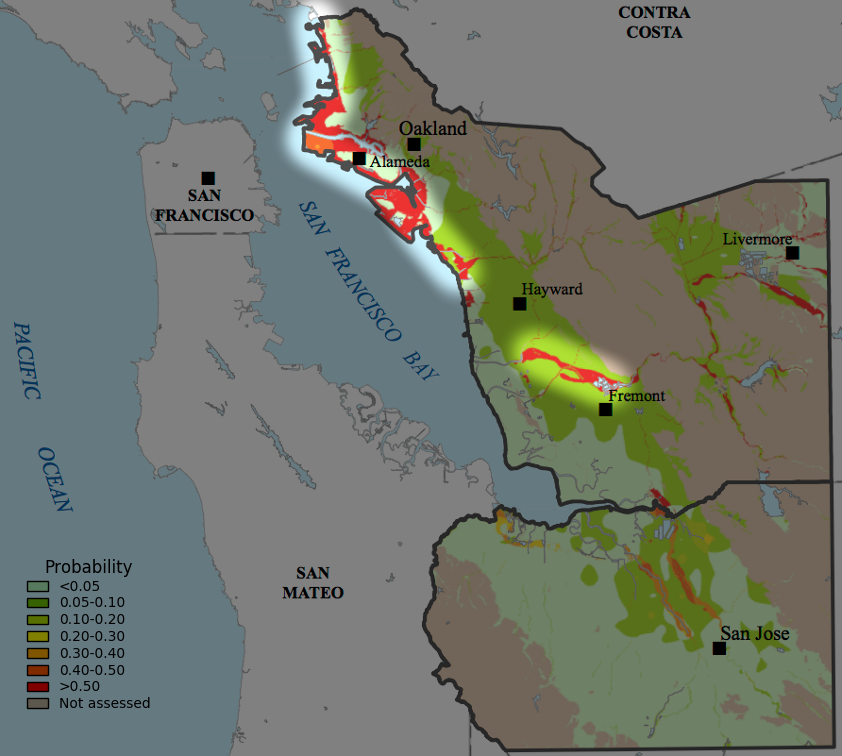 CONTRA
COSTA
Oakland
Alameda
SAN
FRANCISCO
Livermore
SAN FRANCISCO BAY
Hayward
PACIFIC
OCEAN
Fremont
SAN
MATEO
San Jose
Probability
<0.05
0.05-0.10
0.10-0.20
0.20-0.30
0.30-0.40
0.40-0.50
>0.50
Not assessed